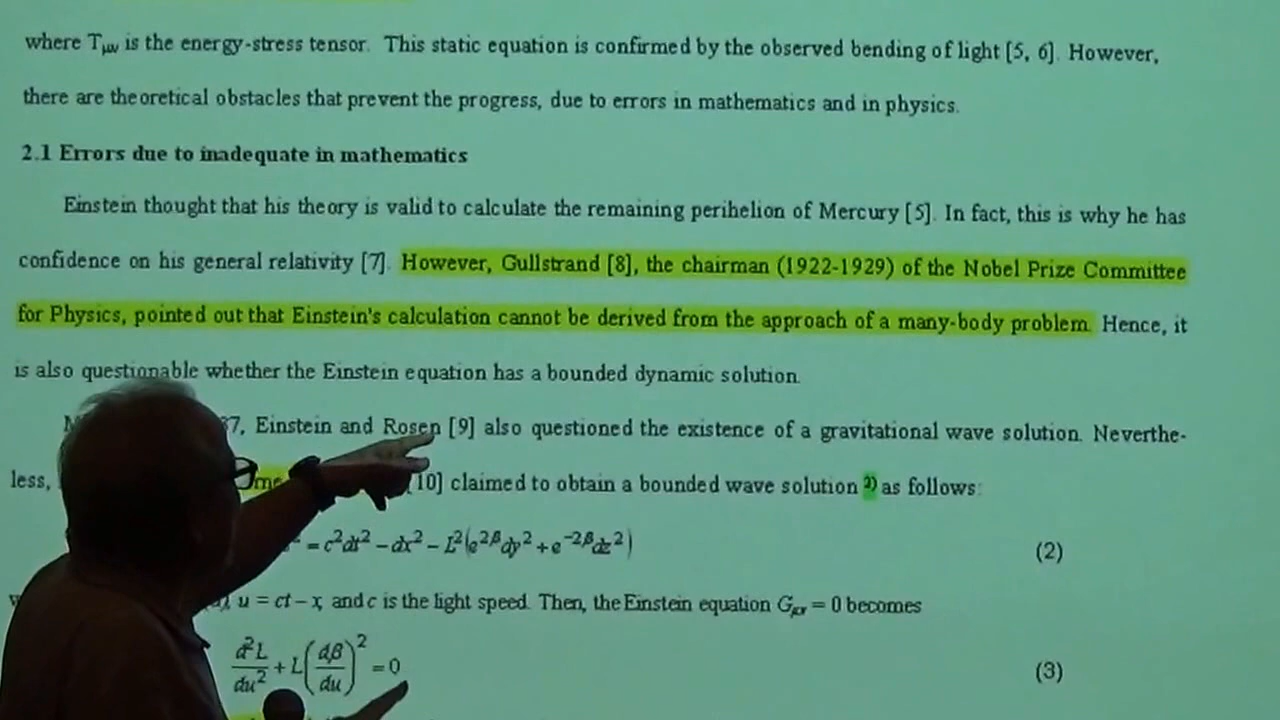 where Tμν is the energy-stress tensor. This static equation is confirmed by the observed bending of light [5, 6]. However,
there are theoretical obstacles that prevent the progress, due to errors in mathematics and in physics.
2.1 Errors due to inadequate in mathematics
Einstein thought that his theory is valid to calculate the remaining perihelion of Mercury [5]. In fact, this is why he has
confidence on his general relativity [7]. However, Gullstrand [8], the chairman (1922-1929) of the Nobel Prize Committee
for Physics, pointed out that Einstein's calculation cannot be derived from the approach of a many-body problem. Hence, it
is also questionable whether the Einstein equation has a bounded dynamic solution.
Einstein and Rosen [9] also questioned the existence of a gravitational wave solution. Neverthe-
less, [10] claimed to obtain a bounded wave solution 2) as follows:
= c²dt² – dx² – L²(e^{2β}dy² + e^{–2β}dz²) (2)
u = ct – x, and c is the light speed. Then, the Einstein equation Gμν = 0 becomes
d²L/du² + L(dβ/du)² = 0 (3)